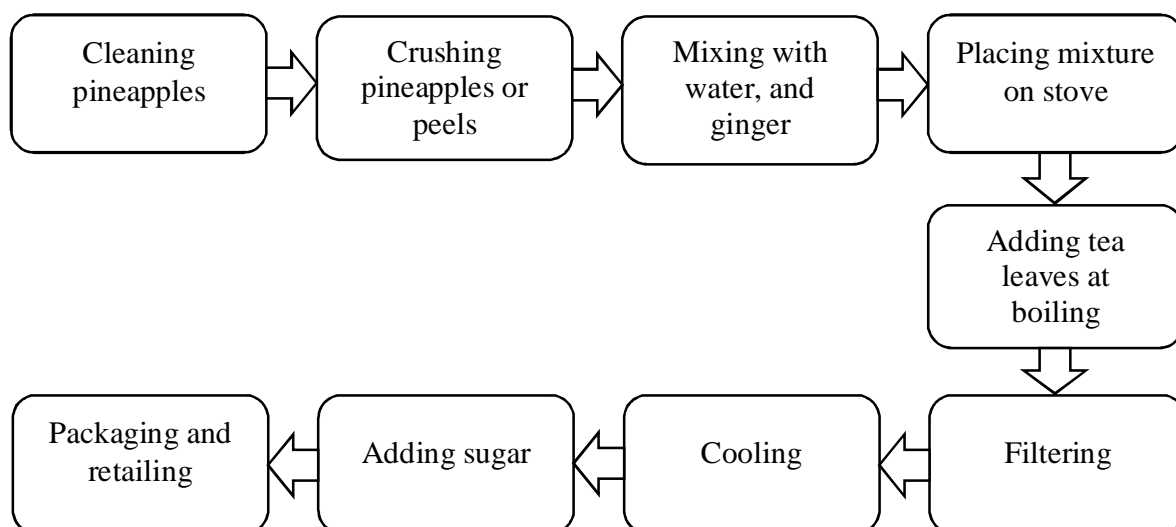 Cleaning
pineapples
Crushing
pineapples or
peels
Mixing with
water, and
ginger
Placing mixture
on stove
Adding tea
leaves at
boiling
Filtering
Cooling
Adding sugar
Packaging and
retailing